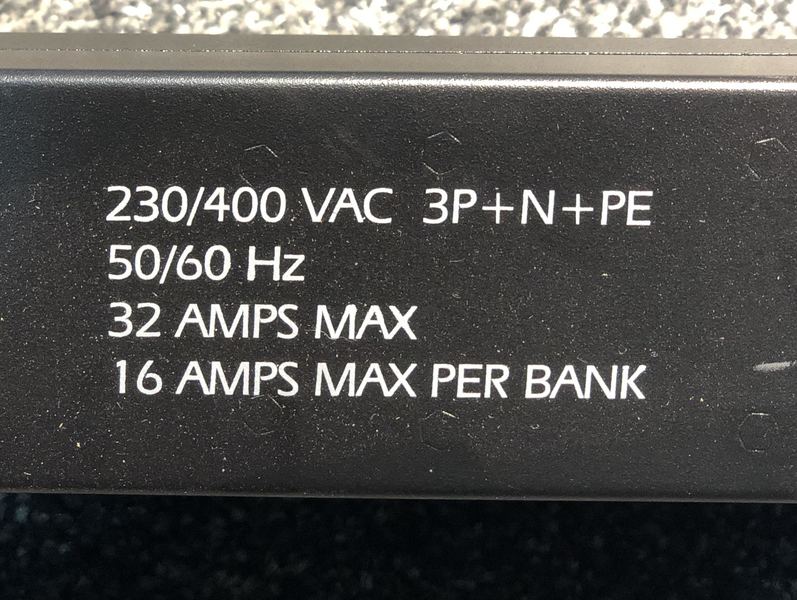 230/400 VAC 3P+N+PE
50/60 Hz
32 AMPS MAX
16 AMPS MAX PER BANK